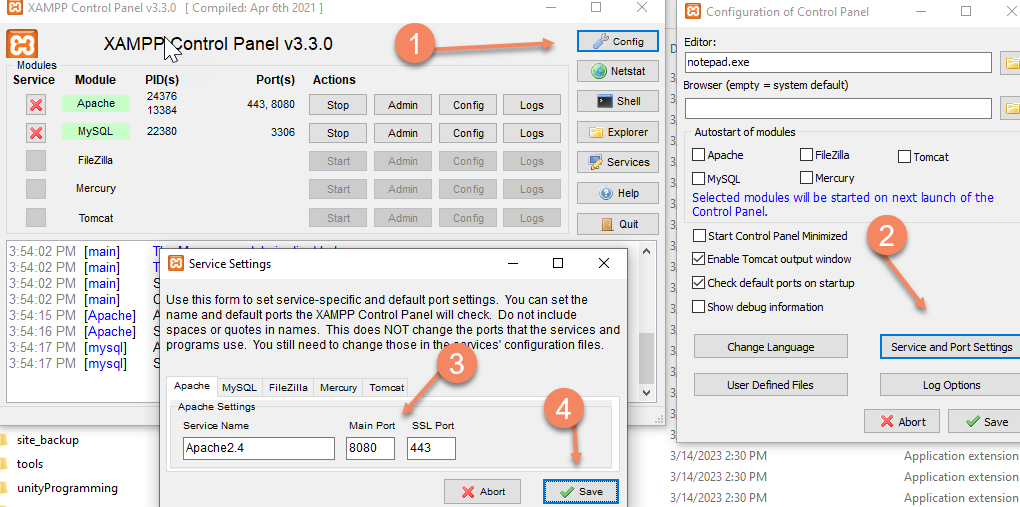 XAMPP Control Panel v3.3.0 [ Compiled: Apr 6th 2021 ]
XAMPP Control Panel v3.3.0
1
Config
Modules
Service Module PID(s) Port(s) Actions
Netstat
Apache 24376 13384 443, 8080 Stop Admin Config Logs
Shell
MySQL 22380 3306 Stop Admin Config Logs
Explorer
FileZilla Start Admin Config Logs
Services
Mercury Start Admin Config Logs
Help
Tomcat Start Admin Config Logs
Quit
3:54:02 PM [main]
3:54:02 PM [main]
3:54:02 PM [main]
3:54:02 PM [main]
3:54:15 PM [Apache]
3:54:16 PM [Apache]
3:54:17 PM [mysql]
3:54:17 PM [mysql]
Service Settings
Use this form to set service-specific and default port settings. You can set the
name and default ports the XAMPP Control Panel will check. Do not include
spaces or quotes in names. This does NOT change the ports that the services and
programs use. You still need to change those in the services' configuration files.
3
Apache MySQL FileZilla Mercury Tomcat
Apache Settings
Service Name Main Port SSL Port
Apache2.4 8080 443
4
Abort Save
site_backup
tools
unityProgramming
Configuration of Control Panel
Editor:
notepad.exe
Browser (empty = system default)
Autostart of modules
Apache FileZilla Tomcat
MySQL Mercury
Selected modules will be started on next launch of the
Control Panel.
2
Start Control Panel Minimized
Enable Tomcat output window
Check default ports on startup
Show debug information
Change Language Service and Port Settings
User Defined Files Log Options
Abort Save
3/14/2023 2:30 PM Application extension
3/14/2023 2:30 PM Application extension
3/14/2023 2:30 PM Application extension